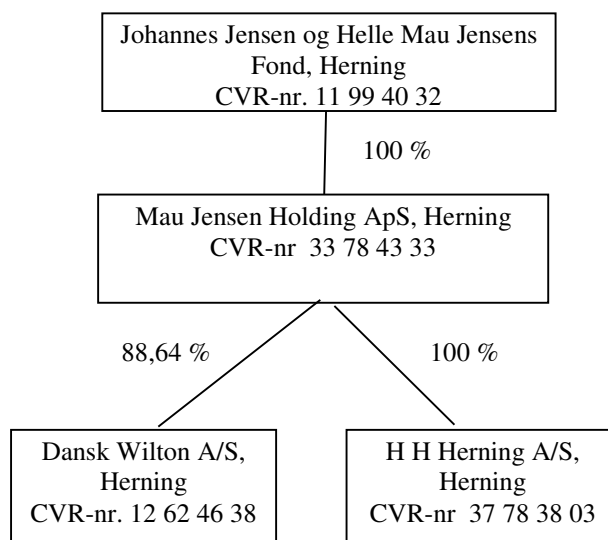 Johannes Jensen og Helle Mau Jensens
Fond, Herning
CVR-nr. 11 99 40 32
100 %
Mau Jensen Holding ApS, Herning
CVR-nr 33 78 43 33
88,64 %
100 %
Dansk Wilton A/S,
Herning
CVR-nr. 12 62 46 38
H H Herning A/S,
Herning
CVR-nr 37 78 38 03